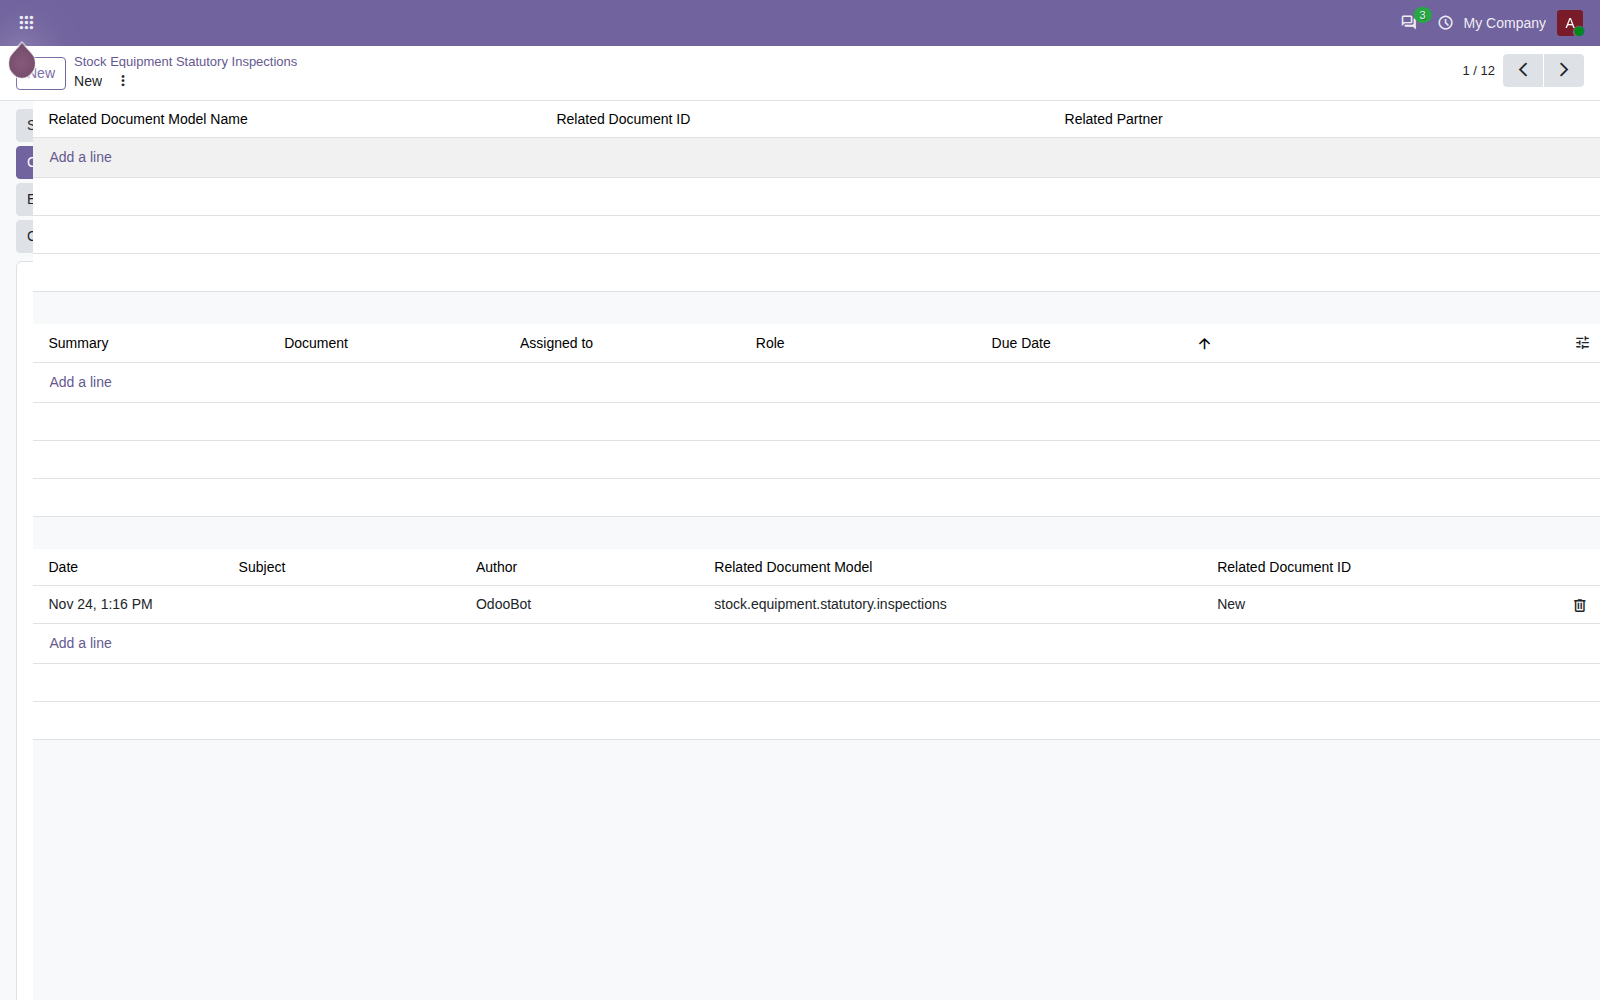 3 My Company A
New Stock Equipment Statutory Inspections
New
1 / 12
Related Document Model Name Related Document ID Related Partner
Add a line
Summary Document Assigned to Role Due Date
Add a line
Date Subject Author Related Document Model Related Document ID
Nov 24, 1:16 PM OdooBot stock.equipment.statutory.inspections New
Add a line